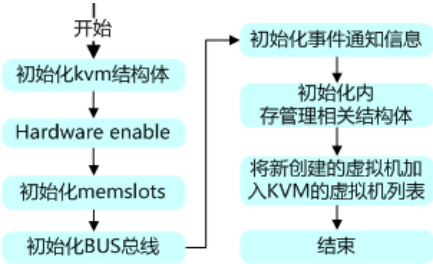 开始
初始化kvm结构体
Hardware enable
初始化memslots
初始化BUS总线
初始化事件通知信息
初始化内
存管理相关结构体
将新创建的虚拟机加
入KVM的虚拟机列表
结束